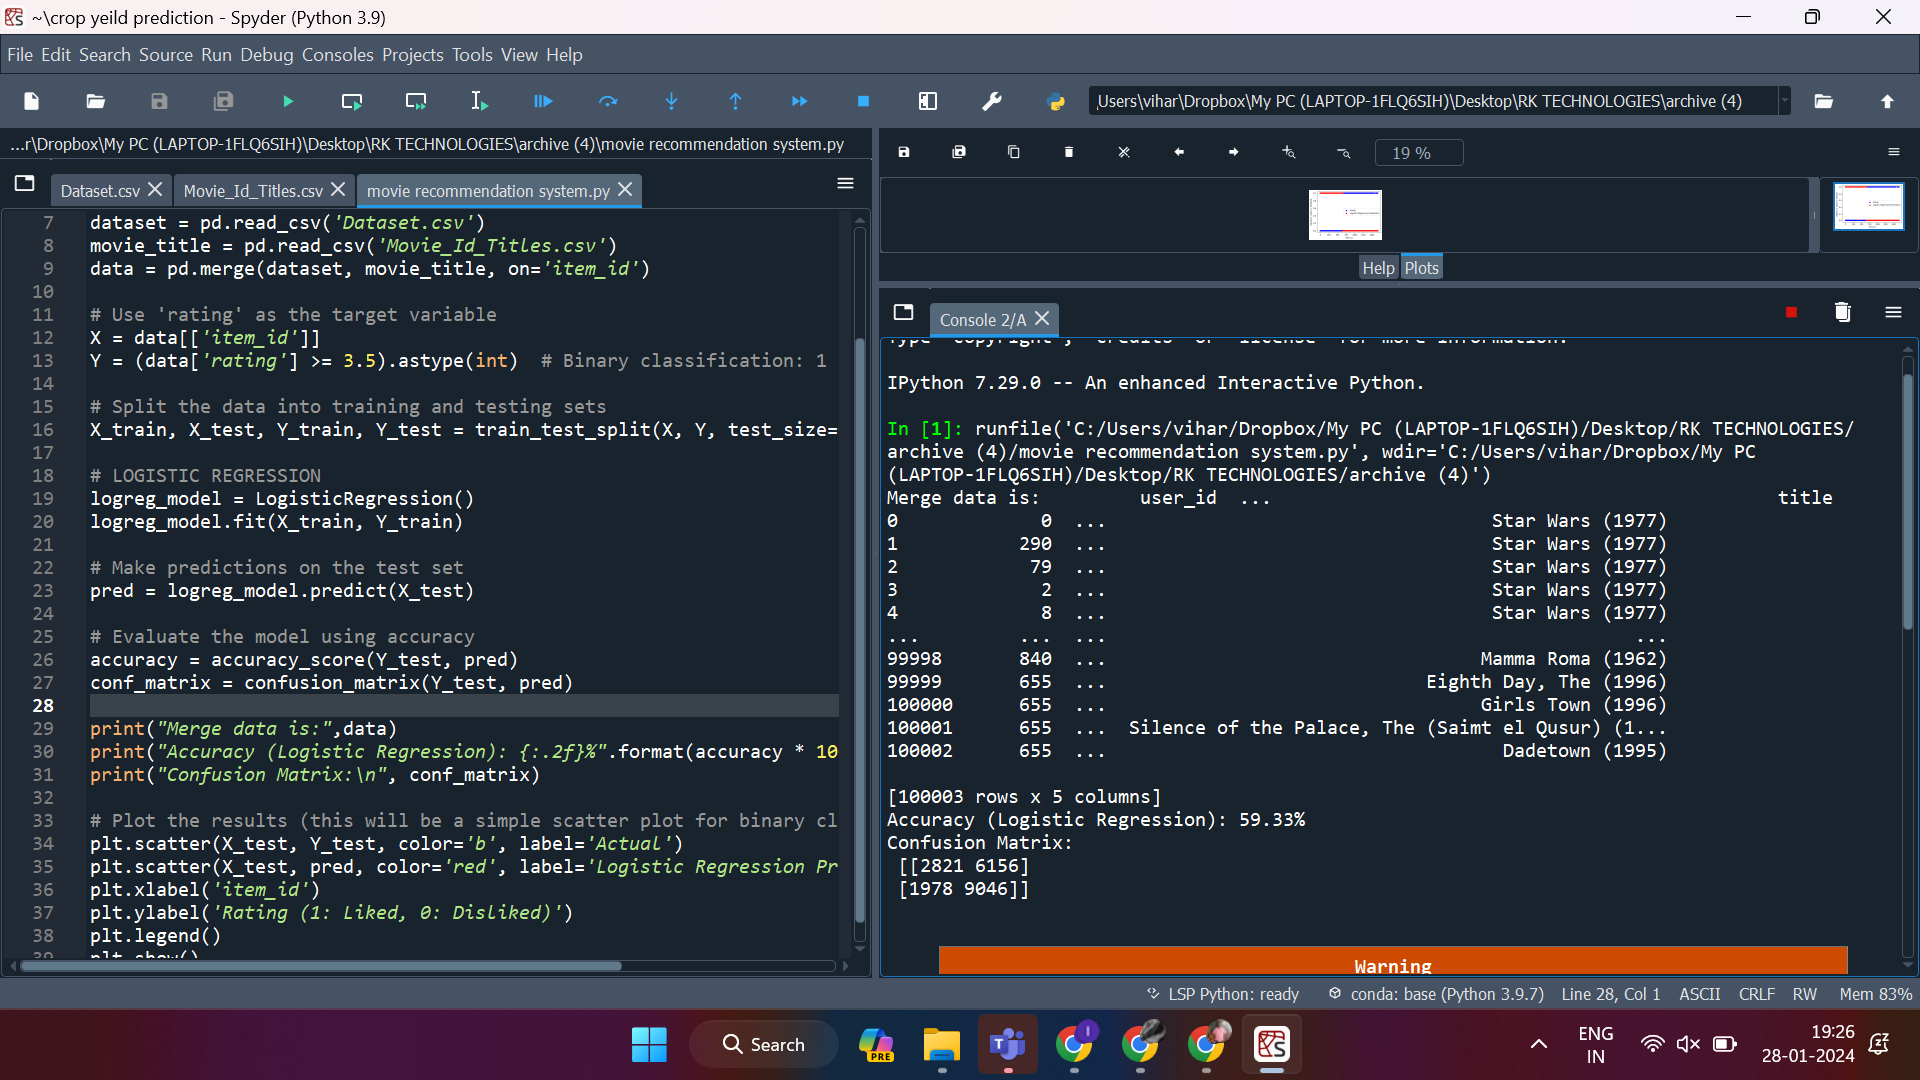 ~\crop yeild prediction - Spyder (Python 3.9)
File Edit Search Source Run Debug Consoles Projects Tools View Help
Users\vihar\Dropbox\My PC (LAPTOP-1FLQ6SIH)\Desktop\RK TECHNOLOGIES\archive (4)
...r\Dropbox\My PC (LAPTOP-1FLQ6SIH)\Desktop\RK TECHNOLOGIES\archive (4)\movie recommendation system.py
Dataset.csv Movie_Id_Titles.csv movie recommendation system.py
7 dataset = pd.read_csv('Dataset.csv')
8 movie_title = pd.read_csv('Movie_Id_Titles.csv')
9 data = pd.merge(dataset, movie_title, on='item_id')
10
11 # Use 'rating' as the target variable
12 X = data[['item_id']]
13 Y = (data['rating'] >= 3.5).astype(int)  # Binary classification: 1
14
15 # Split the data into training and testing sets
16 X_train, X_test, Y_train, Y_test = train_test_split(X, Y, test_size=
17
18 # LOGISTIC REGRESSION
19 logreg_model = LogisticRegression()
20 logreg_model.fit(X_train, Y_train)
21
22 # Make predictions on the test set
23 pred = logreg_model.predict(X_test)
24
25 # Evaluate the model using accuracy
26 accuracy = accuracy_score(Y_test, pred)
27 conf_matrix = confusion_matrix(Y_test, pred)
28
29 print("Merge data is:",data)
30 print("Accuracy (Logistic Regression): {:.2f}%".format(accuracy * 10
31 print("Confusion Matrix:\n", conf_matrix)
32
33 # Plot the results (this will be a simple scatter plot for binary cl
34 plt.scatter(X_test, Y_test, color='b', label='Actual')
35 plt.scatter(X_test, pred, color='red', label='Logistic Regression Pr
36 plt.xlabel('item_id')
37 plt.ylabel('Rating (1: Liked, 0: Disliked)')
38 plt.legend()
39 plt.show()
19 %
Help Plots
Console 2/A
Type "copyright", "credits" or "license" for more information.
IPython 7.29.0 -- An enhanced Interactive Python.
In [1]: runfile('C:/Users/vihar/Dropbox/My PC (LAPTOP-1FLQ6SIH)/Desktop/RK TECHNOLOGIES/
archive (4)/movie recommendation system.py', wdir='C:/Users/vihar/Dropbox/My PC
(LAPTOP-1FLQ6SIH)/Desktop/RK TECHNOLOGIES/archive (4)')
Merge data is: user_id ... title
0 0 ... Star Wars (1977)
1 290 ... Star Wars (1977)
2 79 ... Star Wars (1977)
3 2 ... Star Wars (1977)
4 8 ... Star Wars (1977)
... ... ... ...
99998 840 ... Mamma Roma (1962)
99999 655 ... Eighth Day, The (1996)
100000 655 ... Girls Town (1996)
100001 655 ... Silence of the Palace, The (Saimt el Qusur) (1...
100002 655 ... Dadetown (1995)
[100003 rows x 5 columns]
Accuracy (Logistic Regression): 59.33%
Confusion Matrix:
[[2821 6156]
[1978 9046]]
Warning
LSP Python: ready conda: base (Python 3.9.7) Line 28, Col 1 ASCII CRLF RW Mem 83%
Search
PRE
ENG
IN
19:26
28-01-2024